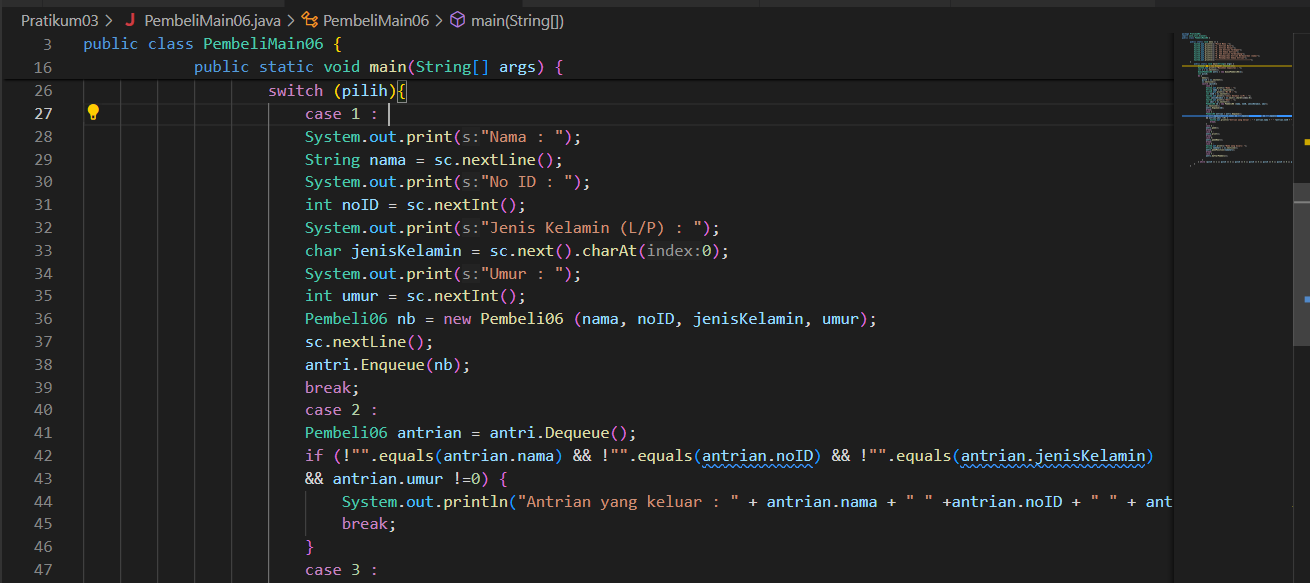 Pratikum03 > J PembeliMain06.java > PembeliMain06 > main(String[])
3 public class PembeliMain06 {
16 public static void main(String[] args) {
26 switch (pilih){
27 case 1 :
28 System.out.print(s:"Nama : ");
29 String nama = sc.nextLine();
30 System.out.print(s:"No ID : ");
31 int noID = sc.nextInt();
32 System.out.print(s:"Jenis Kelamin (L/P) : ");
33 char jenisKelamin = sc.next().charAt(index:0);
34 System.out.print(s:"Umur : ");
35 int umur = sc.nextInt();
36 Pembeli06 nb = new Pembeli06 (nama, noID, jenisKelamin, umur);
37 sc.nextLine();
38 antri.Enqueue(nb);
39 break;
40 case 2 :
41 Pembeli06 antrian = antri.Dequeue();
42 if (!"".equals(antrian.nama) && !"".equals(antrian.noID) && !"".equals(antrian.jenisKelamin)
43 && antrian.umur !=0) {
44 System.out.println("Antrian yang keluar : " + antrian.nama + " " +antrian.noID + " " + ant
45 break;
46 }
47 case 3 :